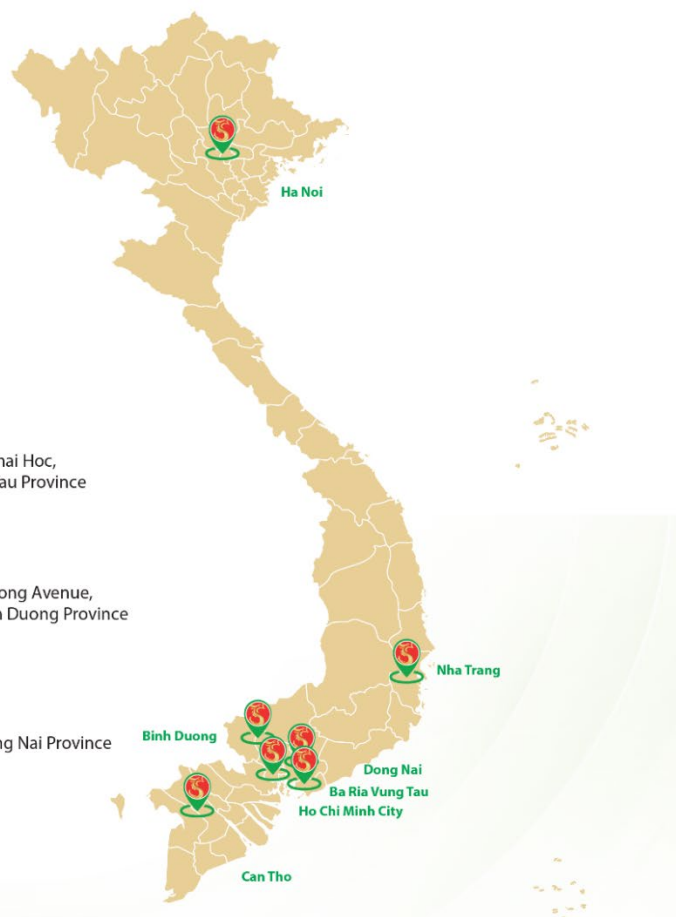 Ha Noi
hai Hoc,
au Province
ong Avenue,
Duong Province
Nha Trang
Binh Duong
ng Nai Province
Dong Nai
Ba Ria Vung Tau
Ho Chi Minh City
Can Tho